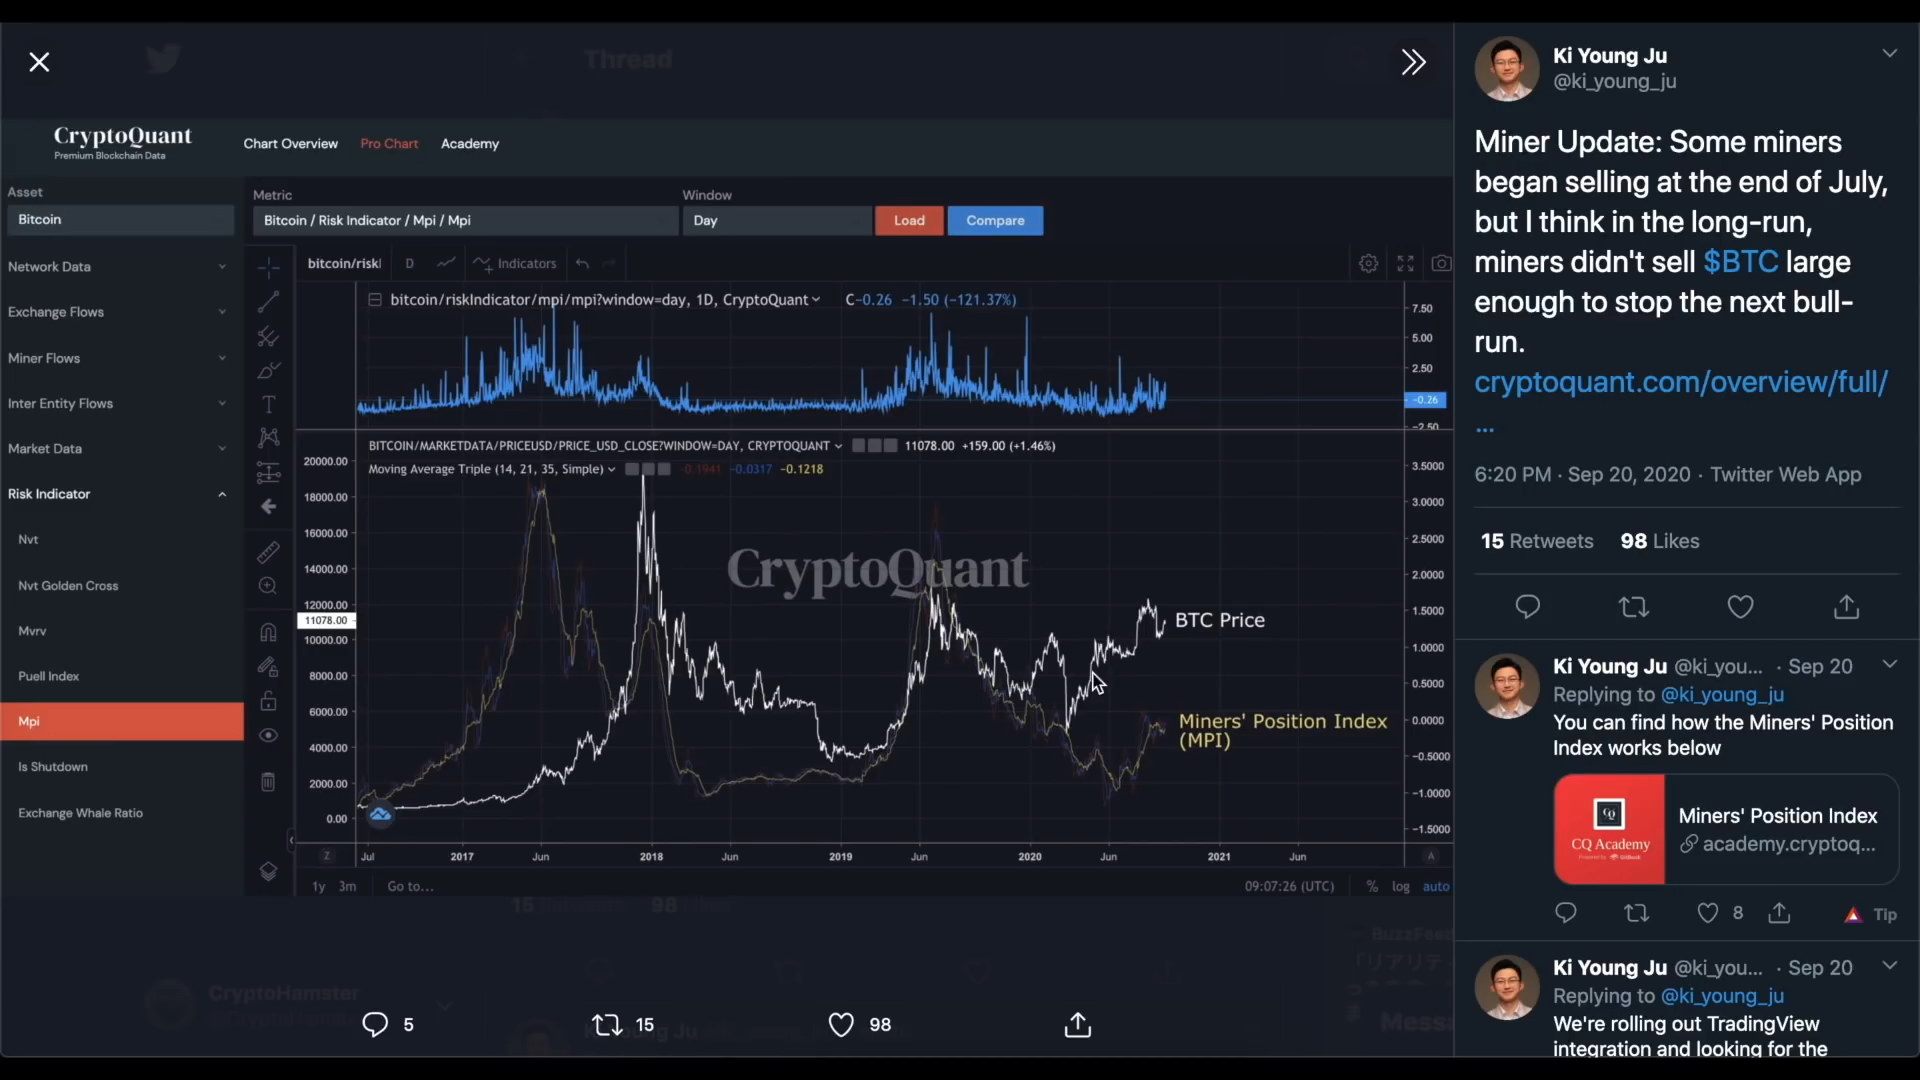 Thread
CryptoQuant
Premium Blockchain Data
Chart Overview
Pro Chart
Academy
Asset
Bitcoin
Metric
Bitcoin / Risk Indicator / Mpi / Mpi
Window
Day
Load
Compare
Network Data
Exchange Flows
Miner Flows
Inter Entity Flows
Market Data
Risk Indicator
Nvt
Nvt Golden Cross
Mvrv
Puell Index
Mpi
Is Shutdown
Exchange Whale Ratio
bitcoin/riskI
D
Indicators
bitcoin/riskIndicator/mpi/mpi?window=day, 1D, CryptoQuant
C-0.26 -1.50 (-121.37%)
7.50
5.00
2.50
-0.26
-2.50
BITCOIN/MARKETDATA/PRICEUSD/PRICE_USD_CLOSE?WINDOW=DAY, CRYPTOQUANT
11078.00 +159.00 (+1.46%)
Moving Average Triple (14, 21, 35, Simple)
-0.1941 -0.0317 -0.1218
20000.00
18000.00
16000.00
14000.00
12000.00
11078.00
10000.00
8000.00
6000.00
4000.00
2000.00
0.00
3.5000
3.0000
2.5000
2.0000
1.5000
1.0000
0.5000
0.0000
-0.5000
-1.0000
-1.5000
CryptoQuant
BTC Price
Miners' Position Index
(MPI)
Z
Jul
2017
Jun
2018
Jun
2019
Jun
2020
Jun
2021
Jun
A
1y 3m
Go to...
09:07:26 (UTC)
%
log
auto
CryptoHamster
5
15
98
Ki Young Ju
@ki_young_ju
Miner Update: Some miners
began selling at the end of July,
but I think in the long-run,
miners didn't sell $BTC large
enough to stop the next bull-
run.
cryptoquant.com/overview/full/
...
6:20 PM · Sep 20, 2020 · Twitter Web App
15 Retweets 98 Likes
Ki Young Ju @ki_you... · Sep 20
Replying to @ki_young_ju
You can find how the Miners' Position
Index works below
CQ
CQ Academy
Powered by GitBook
Miners' Position Index
academy.cryptoq...
8
Tip
Ki Young Ju @ki_you... · Sep 20
Replying to @ki_young_ju
We're rolling out TradingView
integration and looking for the